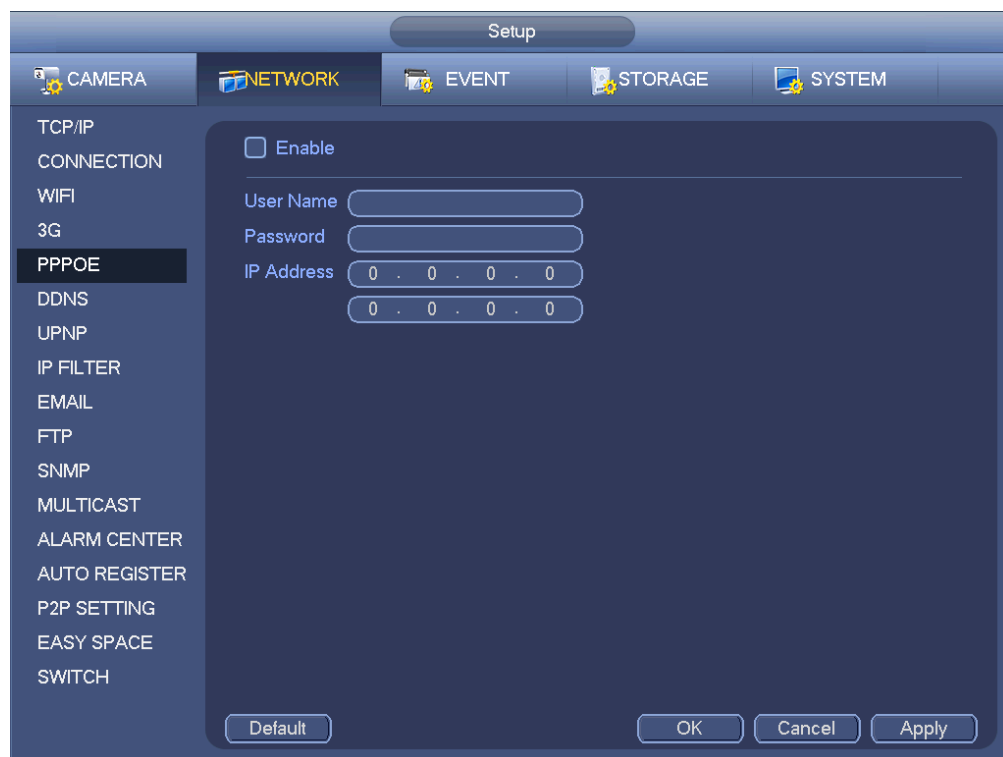 Setup
CAMERA NETWORK EVENT STORAGE SYSTEM
TCP/IP
CONNECTION
WIFI
3G
PPPOE
DDNS
UPNP
IP FILTER
EMAIL
FTP
SNMP
MULTICAST
ALARM CENTER
AUTO REGISTER
P2P SETTING
EASY SPACE
SWITCH
Enable
User Name
Password
IP Address 0 . 0 . 0 . 0
0 . 0 . 0 . 0
Default OK Cancel Apply